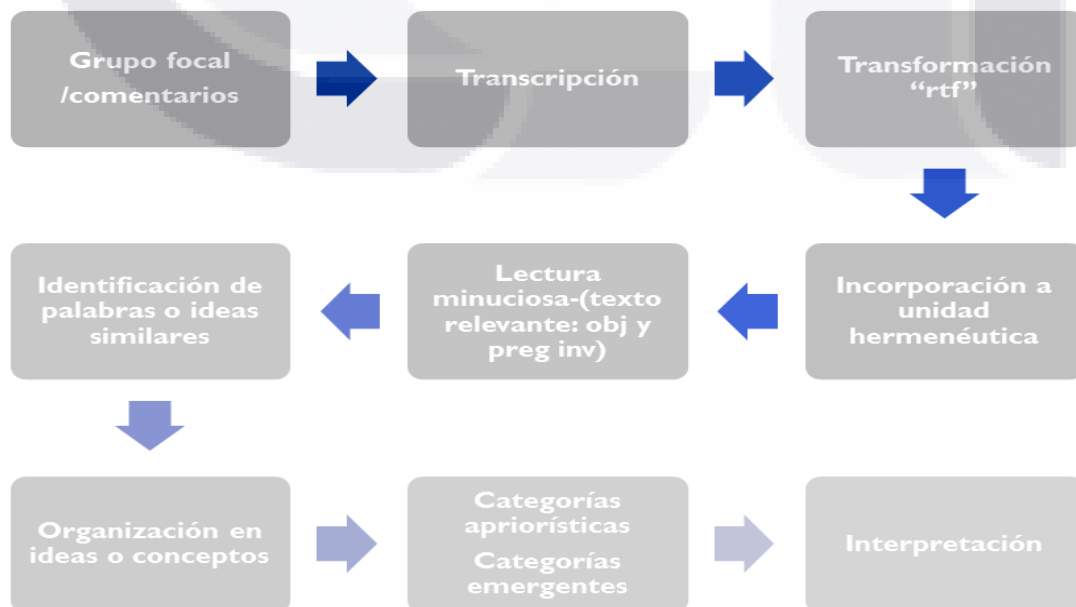 Grupo focal
/comentarios
Transcripción
Transformación
“rtf”
Incorporación a
unidad
hermenéutica
Lectura
minuciosa-(texto
relevante: obj y
preg inv)
Identificación de
palabras o ideas
similares
Organización en
ideas o conceptos
Categorías
apriorísticas
Categorías
emergentes
Interpretación